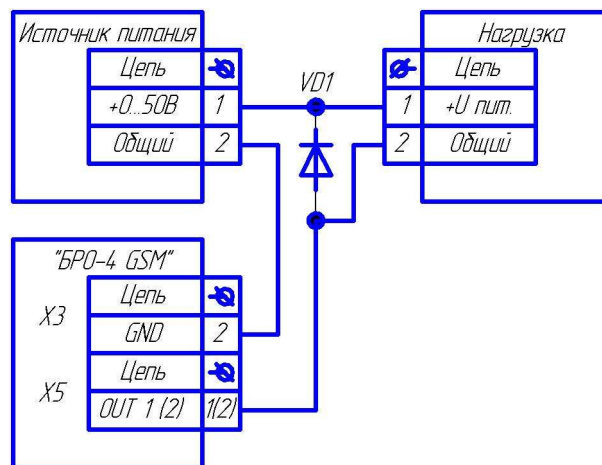 Источник питания
Цепь
+0...50В 1
Общий 2
VD1
Нагрузка
Цепь
1 +U пит.
2 Общий
"БРО-4 GSM"
X3
Цепь
GND 2
X5
Цепь
OUT 1 (2) 1(2)